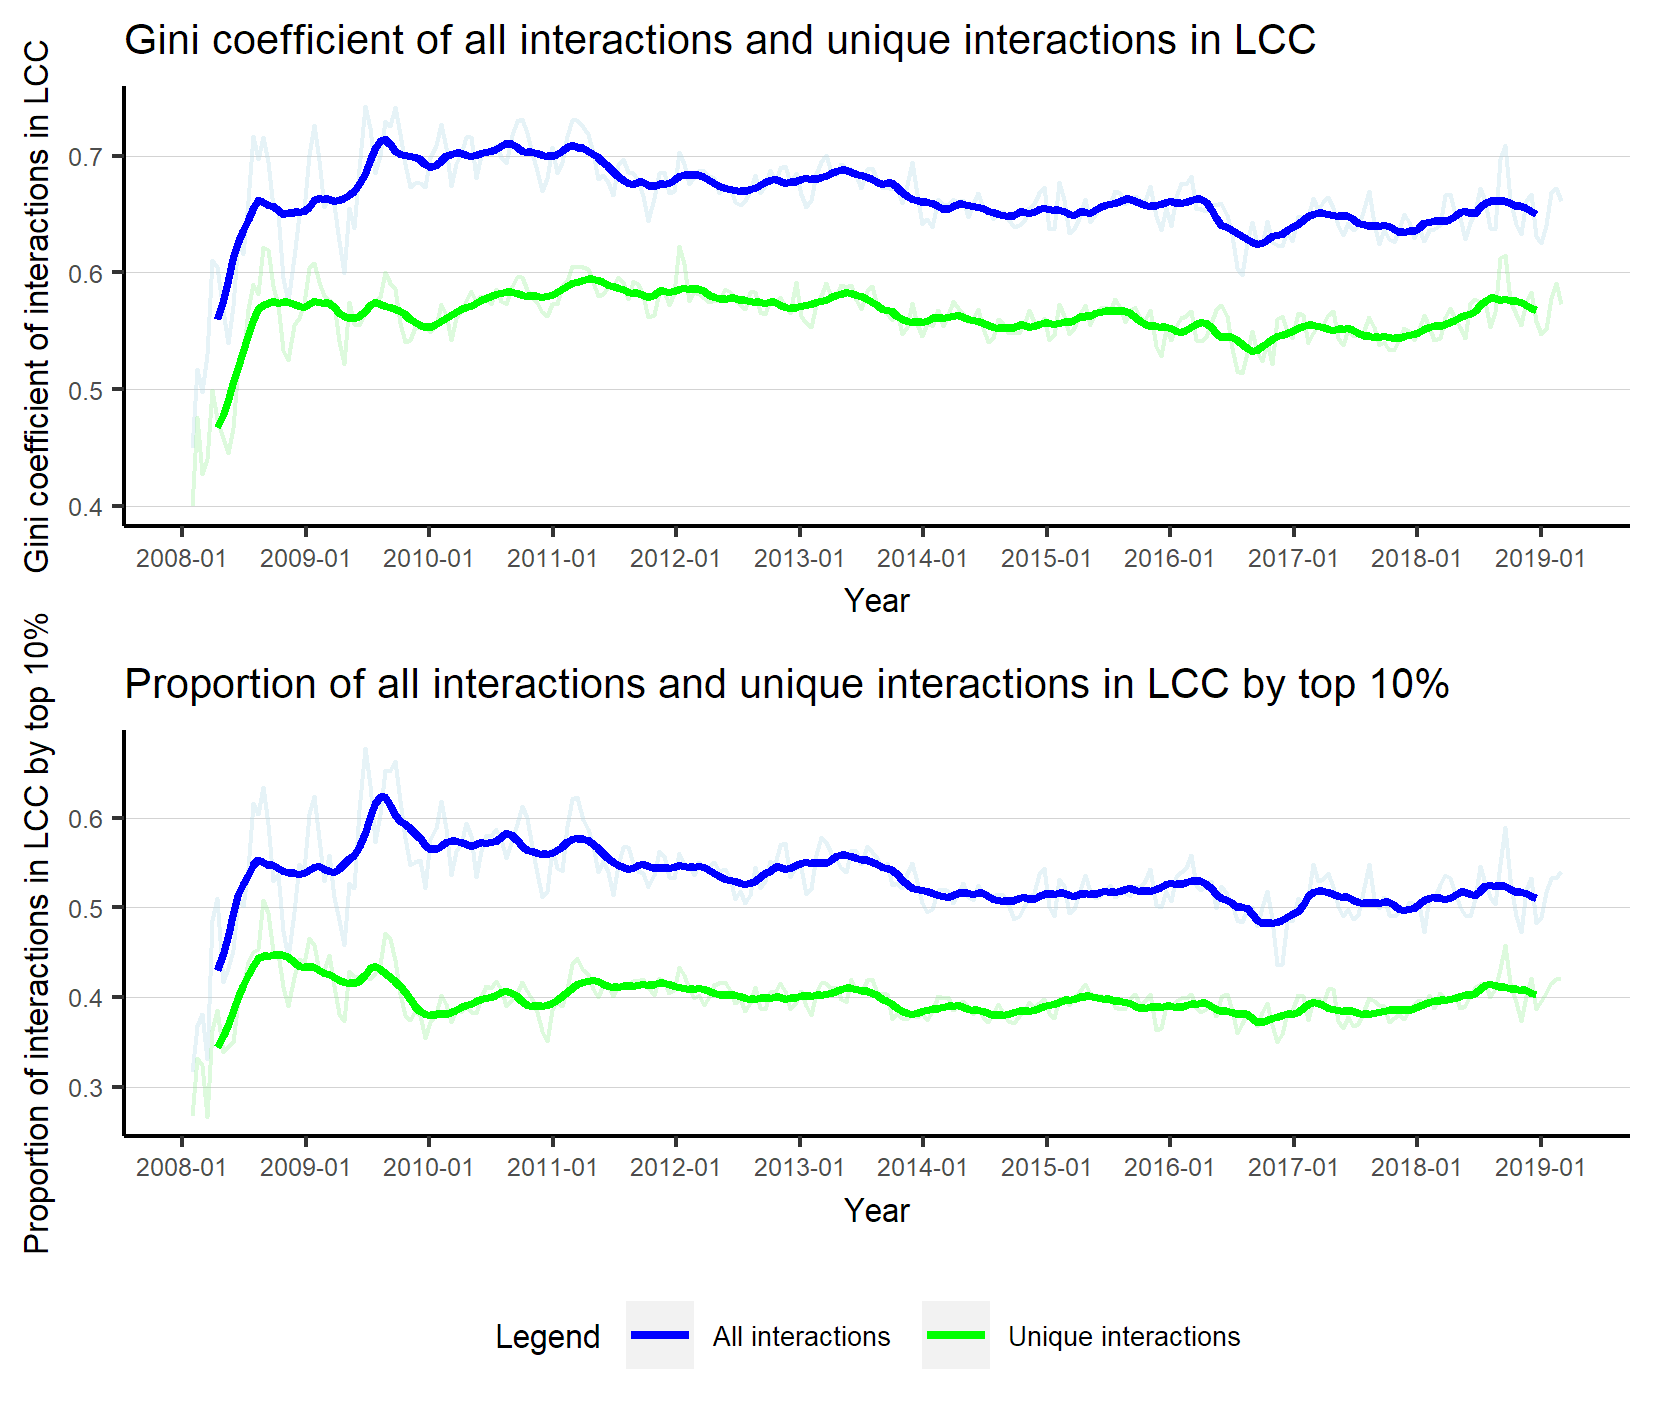 Gini coefficient of all interactions and unique interactions in LCC
Gini coefficient of interactions in LCC
0.7
0.6
0.5
0.4
2008-01 2009-01 2010-01 2011-01 2012-01 2013-01 2014-01 2015-01 2016-01 2017-01 2018-01 2019-01
Year
Proportion of all interactions and unique interactions in LCC by top 10%
Proportion of interactions in LCC by top 10%
0.6
0.5
0.4
0.3
2008-01 2009-01 2010-01 2011-01 2012-01 2013-01 2014-01 2015-01 2016-01 2017-01 2018-01 2019-01
Year
Legend All interactions Unique interactions